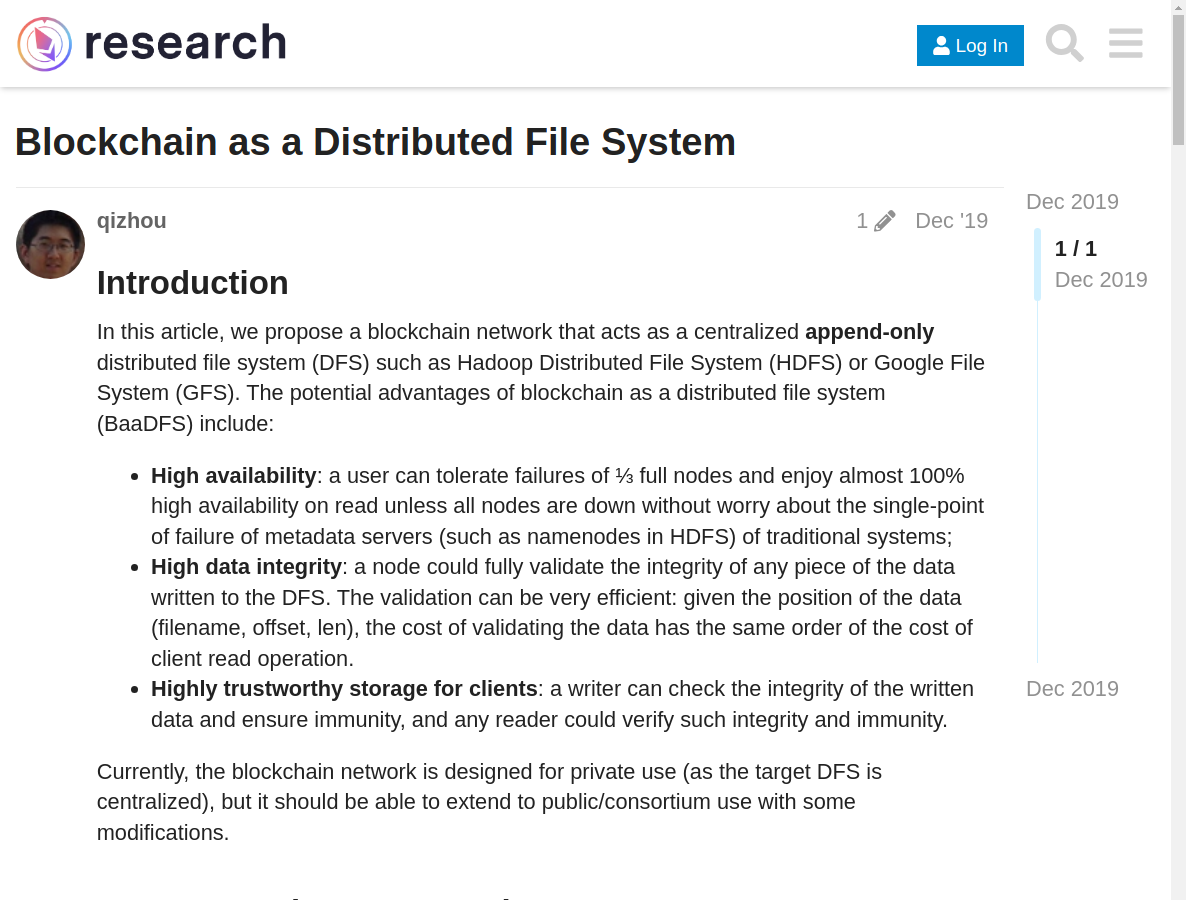 research
Log In
Blockchain as a Distributed File System
Dec 2019
qizhou
1
Dec '19
1 / 1
Dec 2019
Introduction
In this article, we propose a blockchain network that acts as a centralized append-only
distributed file system (DFS) such as Hadoop Distributed File System (HDFS) or Google File
System (GFS). The potential advantages of blockchain as a distributed file system
(BaaDFS) include:
• High availability: a user can tolerate failures of ⅓ full nodes and enjoy almost 100%
high availability on read unless all nodes are down without worry about the single-point
of failure of metadata servers (such as namenodes in HDFS) of traditional systems;
• High data integrity: a node could fully validate the integrity of any piece of the data
written to the DFS. The validation can be very efficient: given the position of the data
(filename, offset, len), the cost of validating the data has the same order of the cost of
client read operation.
• Highly trustworthy storage for clients: a writer can check the integrity of the written
data and ensure immunity, and any reader could verify such integrity and immunity.
Dec 2019
Currently, the blockchain network is designed for private use (as the target DFS is
centralized), but it should be able to extend to public/consortium use with some
modifications.